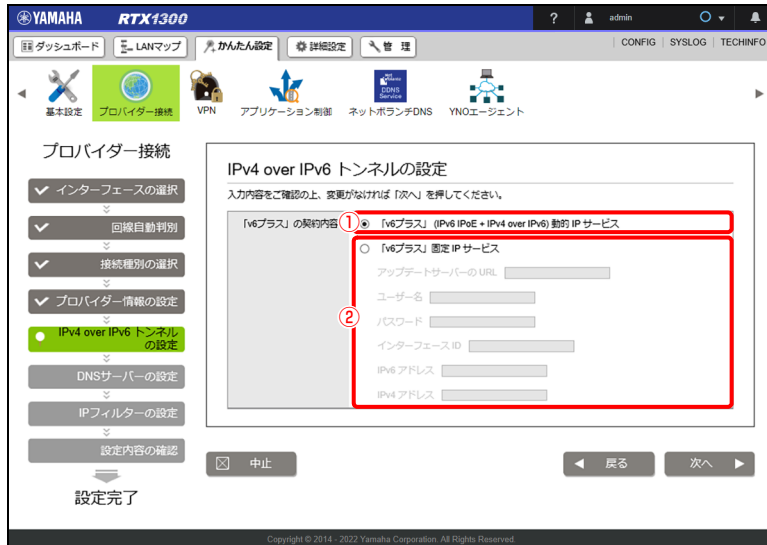 YAMAHA RTX1300 ? admin
ダッシュボード LANマップ かんたん設定 詳細設定 管 理 CONFIG SYSLOG TECHINFO
基本設定 プロバイダー接続 VPN アプリケーション制御 ネットボランチDNS YNOエージェント
Net Volante DDNS Service
プロバイダー接続
インターフェースの選択
回線自動判別
接続種別の選択
プロバイダー情報の設定
IPv4 over IPv6 トンネルの設定
DNSサーバーの設定
IPフィルターの設定
設定内容の確認
設定完了
IPv4 over IPv6 トンネルの設定
入力内容をご確認の上、変更がなければ「次へ」を押してください。
「v6プラス」の契約内容 ① 「v6プラス」 (IPv6 IPoE + IPv4 over IPv6) 動的 IP サービス
② 「v6プラス」固定 IP サービス
アップデートサーバーの URL
ユーザー名
パスワード
インターフェース ID
IPv6 アドレス
IPv4 アドレス
中止 戻る 次へ
Copyright © 2014 - 2022 Yamaha Corporation. All Rights Reserved.